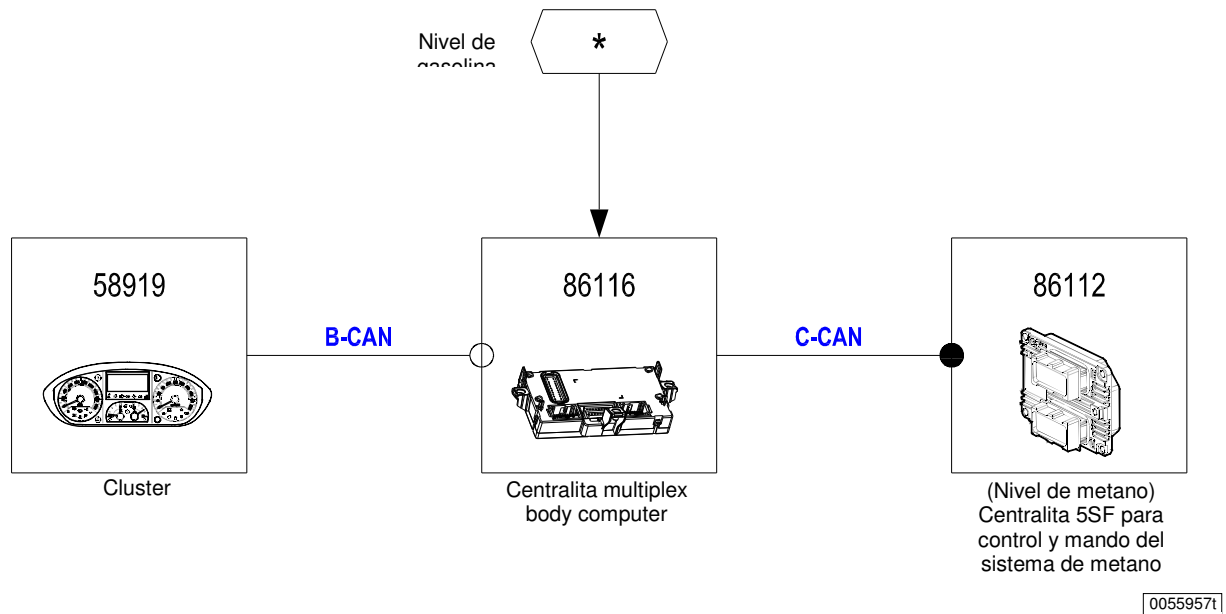 Nivel de
gasolina
*
58919
86116
86112
B-CAN
C-CAN
Cluster
Centralita multiplex
body computer
(Nivel de metano)
Centralita 5SF para
control y mando del
sistema de metano
0055957t